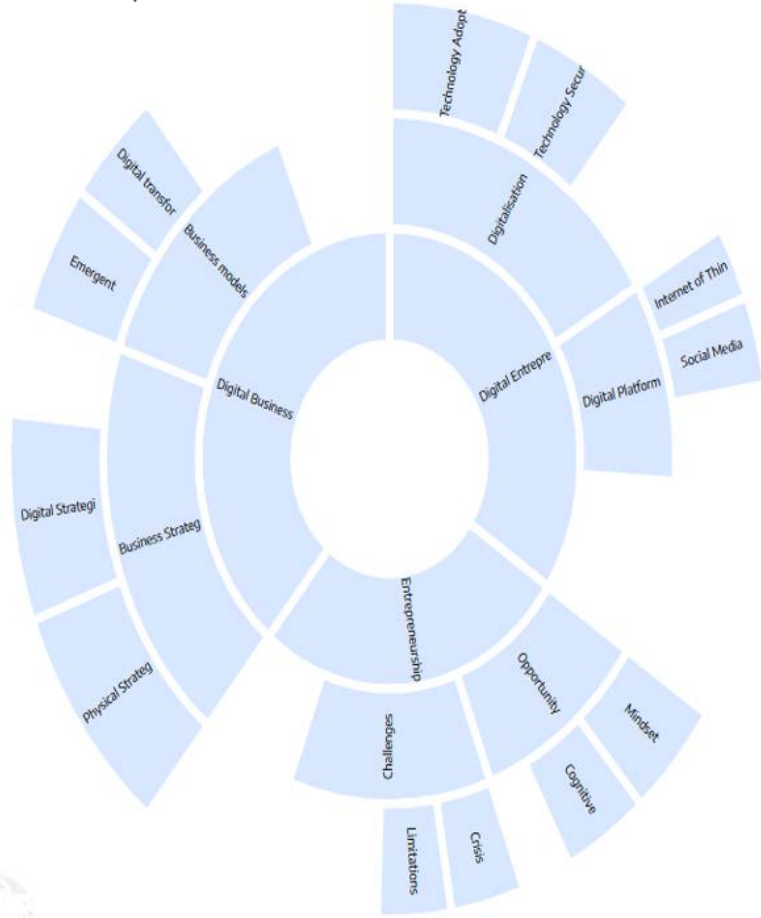 Technology Adopt
Technology Secur
Digitalisation
Internet of Thin
Social Media
Digital Platform
Digital Entrepre
Digital transfor
Emergent
Business models
Digital Business
Digital Strategi
Business Strateg
Physical Strateg
Entrepreneurship
Opportunity
Mindset
Cognitive
Challenges
Crisis
Limitations